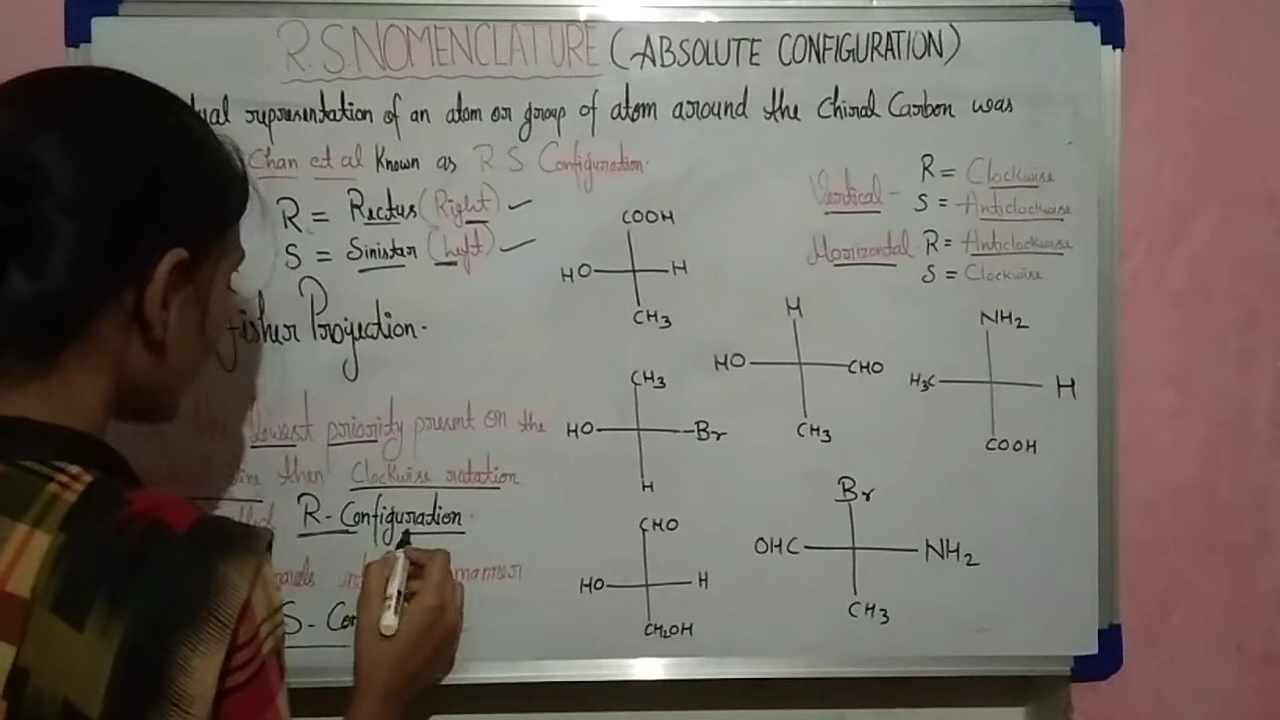 R.S NOMENCLATURE (ABSOLUTE CONFIGURATION)
representation of an atom or group of atom around the Chiral Carbon was
Chan et al Known as R S Configuration.
R = Rectus (Right)
S = Sinister (Left)
Fisher Projection.
lowest priority present on the
then Clockwise rotation
R-Configuration.
manner
S-
Vertical - R = Clockwise
S = Anticlockwise
Horizontal R = Anticlockwise
S = Clockwise
COOH
HO H
CH3
CH3
HO Br
H
CHO
HO H
CH2OH
H
HO CHO
CH3
NH2
H3C H
COOH
Br
OHC NH2
CH3